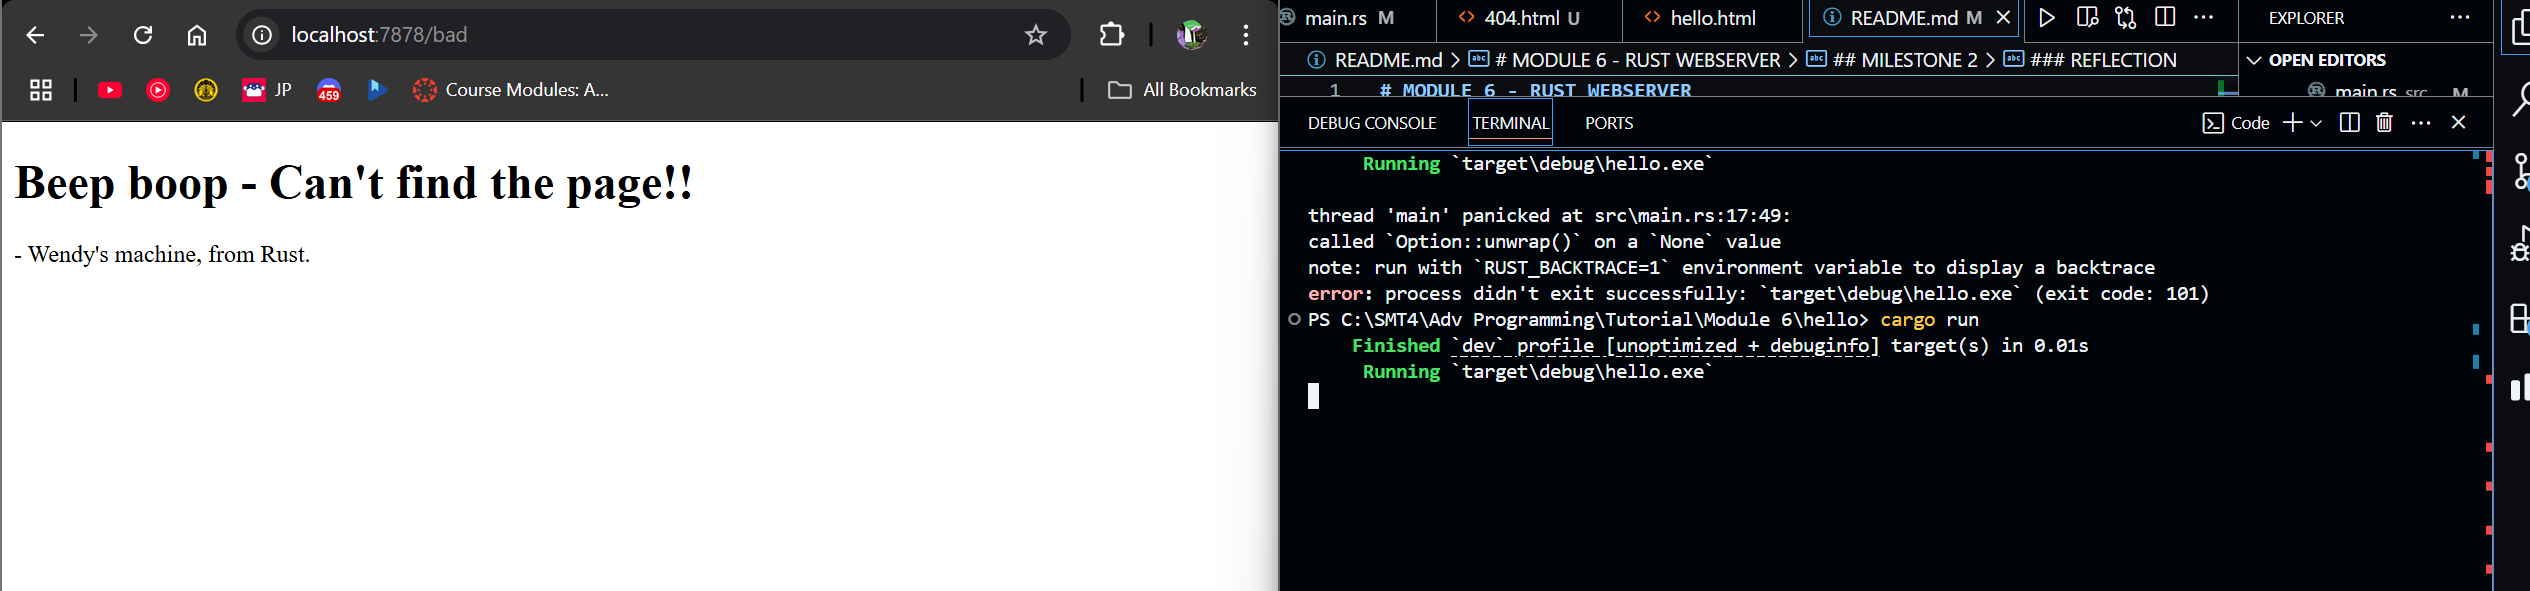 localhost:7878/bad
459
JP
Course Modules: A...
All Bookmarks
Beep boop - Can't find the page!!
- Wendy's machine, from Rust.
main.rs M
404.html U
hello.html
README.md M
EXPLORER
README.md > # MODULE 6 - RUST WEBSERVER > ## MILESTONE 2 > ### REFLECTION
OPEN EDITORS
1 # MODULE 6 - RUST WEBSERVER
main.rs src M
DEBUG CONSOLE
TERMINAL
PORTS
Code
Running `target\debug\hello.exe`
thread 'main' panicked at src\main.rs:17:49:
called `Option::unwrap()` on a `None` value
note: run with `RUST_BACKTRACE=1` environment variable to display a backtrace
error: process didn't exit successfully: `target\debug\hello.exe` (exit code: 101)
PS C:\SMT4\Adv Programming\Tutorial\Module 6\hello> cargo run
Finished `dev` profile [unoptimized + debuginfo] target(s) in 0.01s
Running `target\debug\hello.exe`